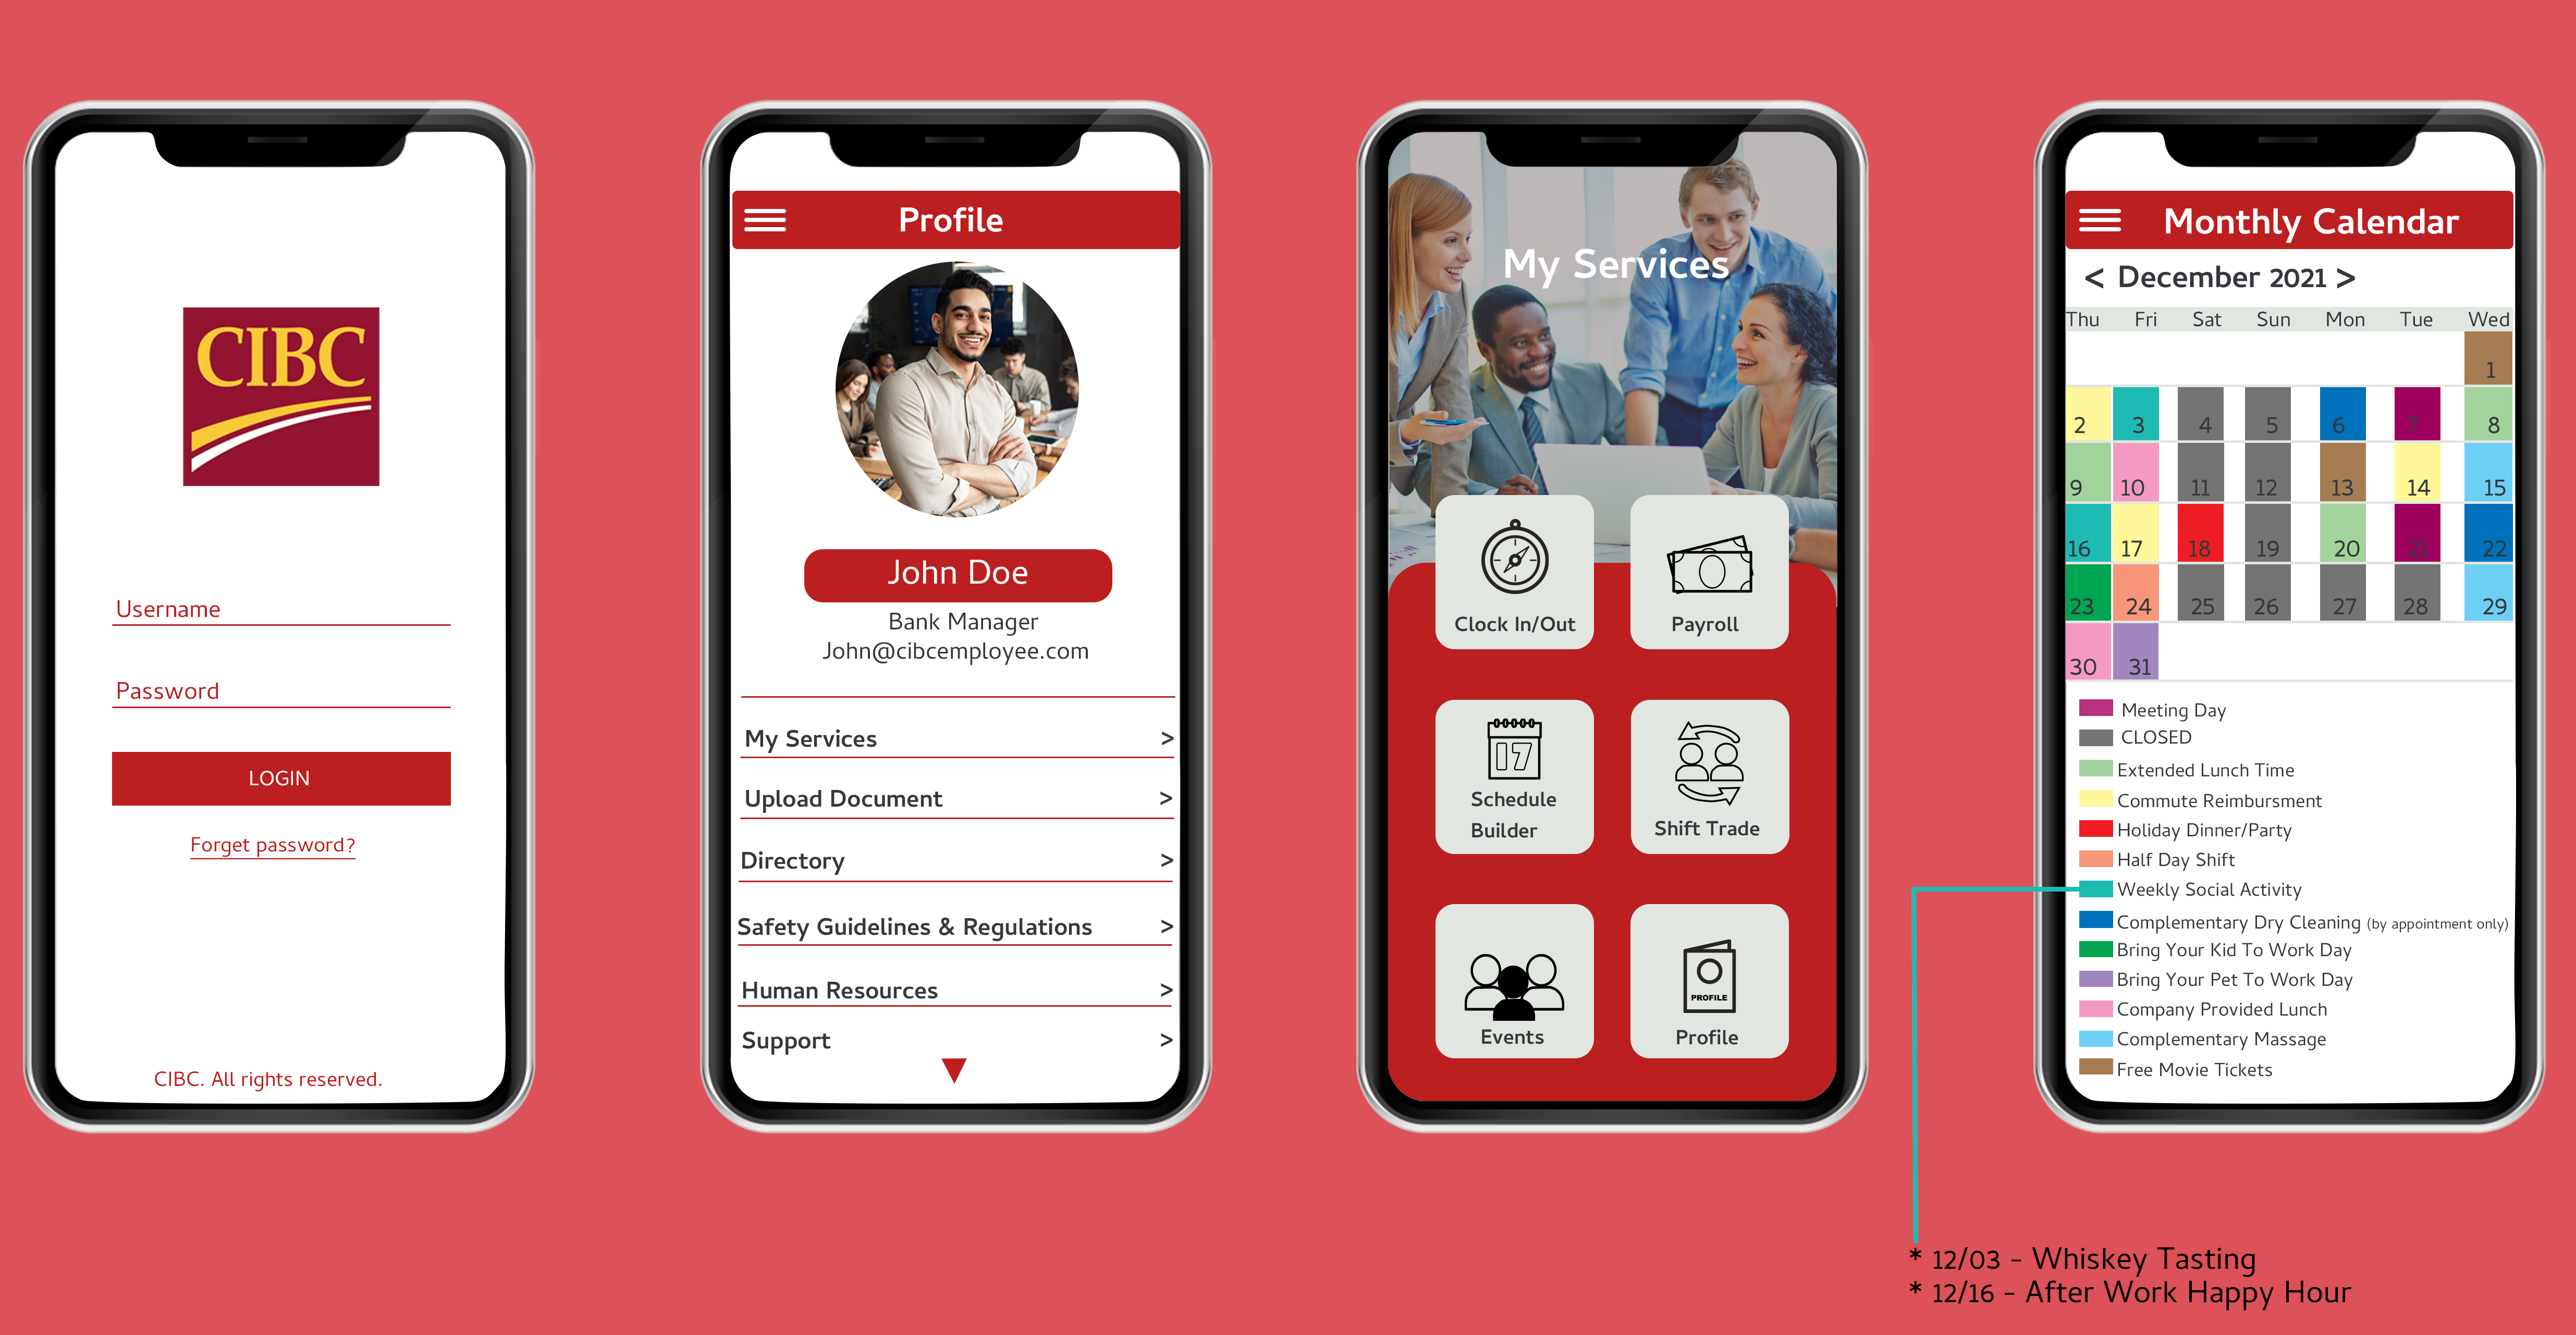 CIBC
Username
Password
LOGIN
Forget password?
CIBC. All rights reserved.
Profile
John Doe
Bank Manager
John@cibcemployee.com
My Services >
Upload Document >
Directory >
Safety Guidelines & Regulations >
Human Resources >
Support >
My Services
Clock In/Out
Payroll
17
Schedule
Builder
Shift Trade
Events
PROFILE
Profile
Monthly Calendar
< December 2021 >
Thu Fri Sat Sun Mon Tue Wed
1
2 3 4 5 6 7 8
9 10 11 12 13 14 15
16 17 18 19 20 21 22
23 24 25 26 27 28 29
30 31
Meeting Day
CLOSED
Extended Lunch Time
Commute Reimbursment
Holiday Dinner/Party
Half Day Shift
Weekly Social Activity
Complementary Dry Cleaning (by appointment only)
Bring Your Kid To Work Day
Bring Your Pet To Work Day
Company Provided Lunch
Complementary Massage
Free Movie Tickets
* 12/03 - Whiskey Tasting
* 12/16 - After Work Happy Hour